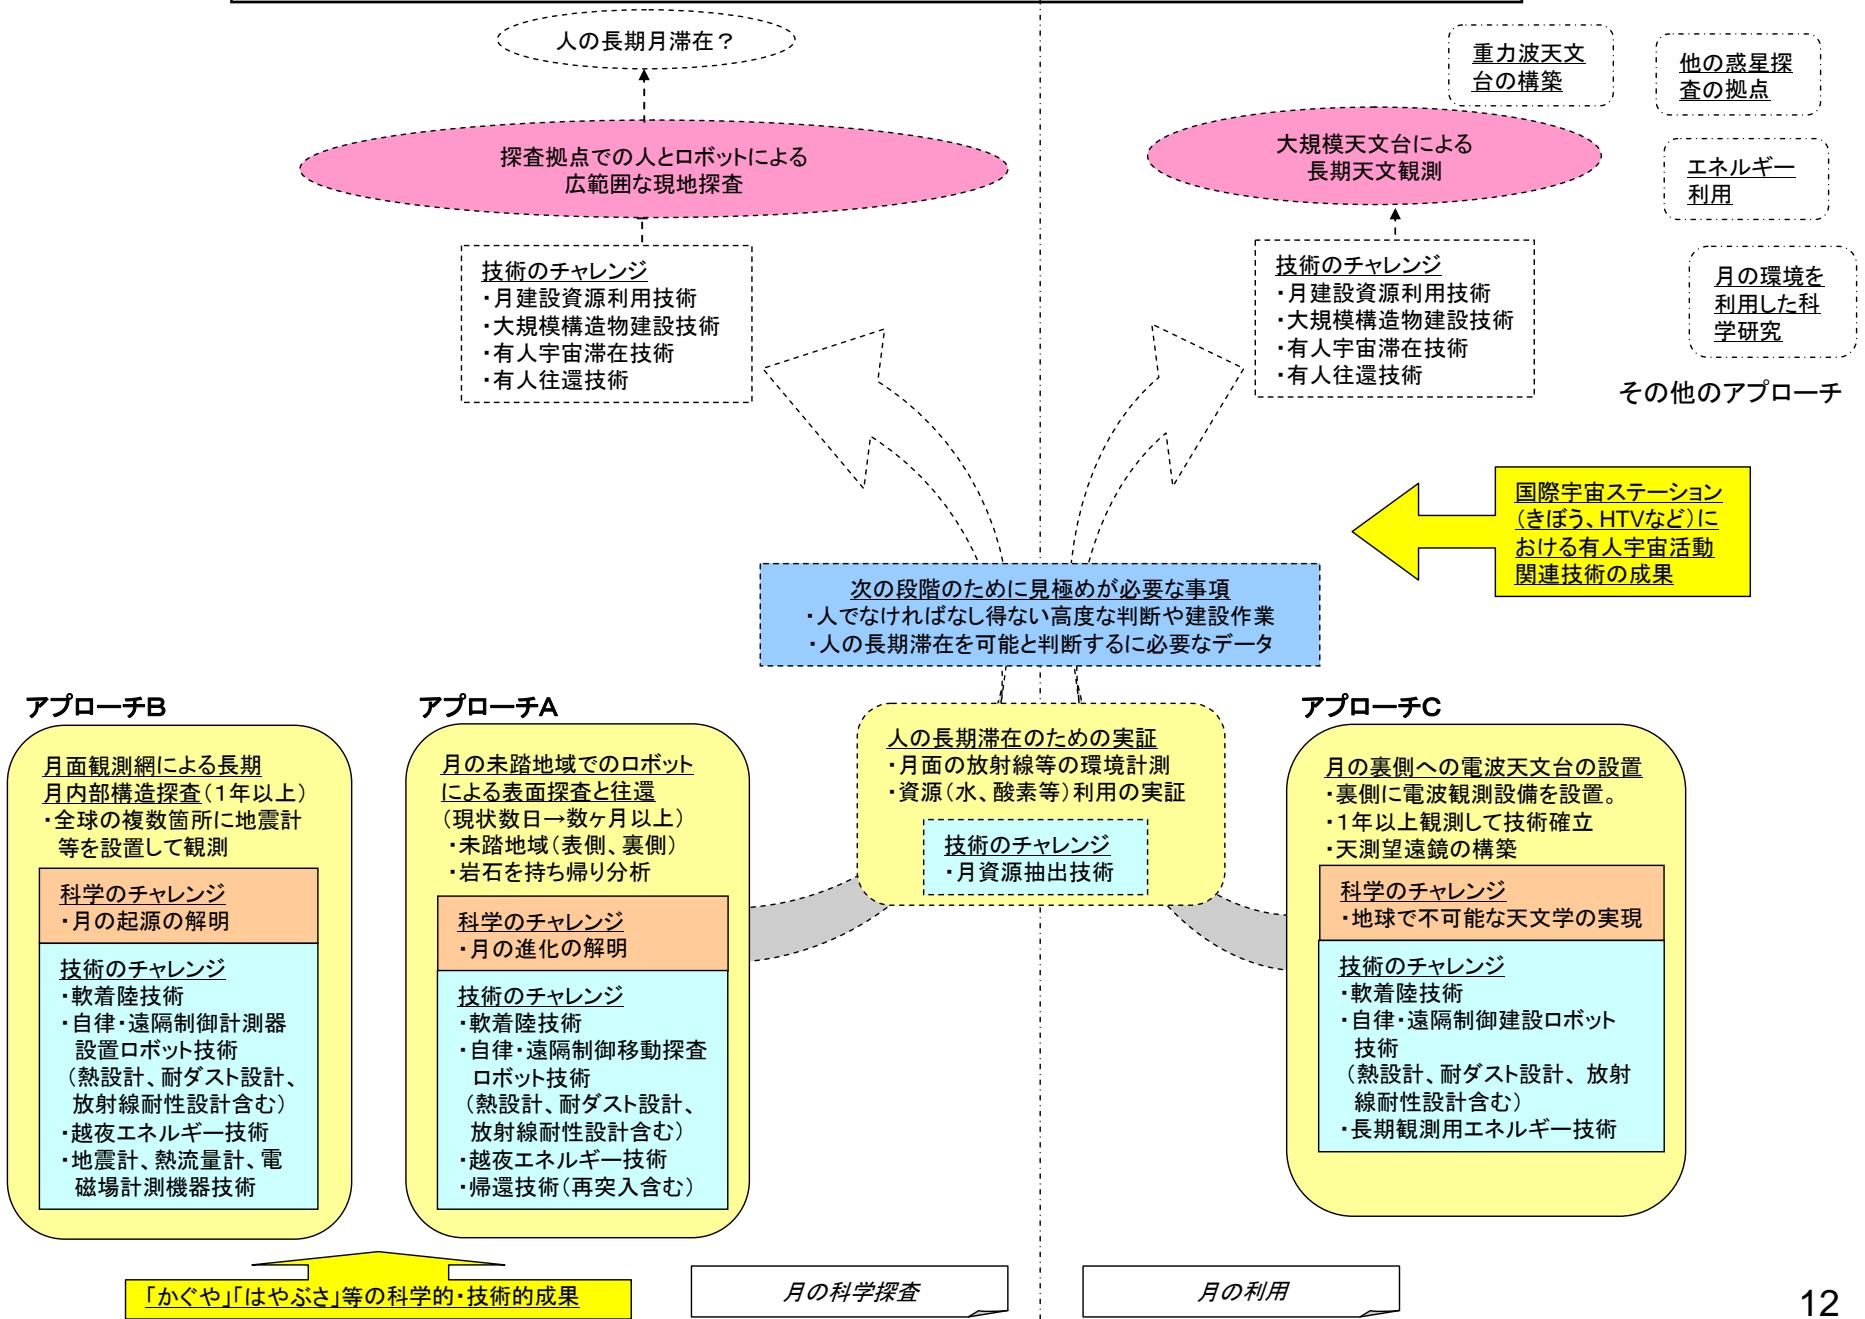 人の長期月滞在？
重力波天文
台の構築
他の惑星探
査の拠点
探査拠点での人とロボットによる
広範囲な現地探査
大規模天文台による
長期天文観測
エネルギー
利用
技術のチャレンジ
・月建設資源利用技術
・大規模構造物建設技術
・有人宇宙滞在技術
・有人往還技術
技術のチャレンジ
・月建設資源利用技術
・大規模構造物建設技術
・有人宇宙滞在技術
・有人往還技術
月の環境を
利用した科
学研究
その他のアプローチ
国際宇宙ステーション
（きぼう、HTVなど）に
おける有人宇宙活動
関連技術の成果
次の段階のために見極めが必要な事項
・人でなければなし得ない高度な判断や建設作業
・人の長期滞在を可能と判断するに必要なデータ
アプローチB
月面観測網による長期
月内部構造探査（１年以上）
・全球の複数箇所に地震計
等を設置して観測
科学のチャレンジ
・月の起源の解明
技術のチャレンジ
・軟着陸技術
・自律・遠隔制御計測器
設置ロボット技術
（熱設計、耐ダスト設計、
放射線耐性設計含む）
・越夜エネルギー技術
・地震計、熱流量計、電
磁場計測機器技術
アプローチA
月の未踏地域でのロボット
による表面探査と往還
（現状数日→数ヶ月以上）
・未踏地域（表側、裏側）
・岩石を持ち帰り分析
科学のチャレンジ
・月の進化の解明
技術のチャレンジ
・軟着陸技術
・自律・遠隔制御移動探査
ロボット技術
（熱設計、耐ダスト設計、
放射線耐性設計含む）
・越夜エネルギー技術
・帰還技術（再突入含む）
人の長期滞在のための実証
・月面の放射線等の環境計測
・資源（水、酸素等）利用の実証
技術のチャレンジ
・月資源抽出技術
アプローチC
月の裏側への電波天文台の設置
・裏側に電波観測設備を設置。
・１年以上観測して技術確立
・天測望遠鏡の構築
科学のチャレンジ
・地球で不可能な天文学の実現
技術のチャレンジ
・軟着陸技術
・自律・遠隔制御建設ロボット
技術
（熱設計、耐ダスト設計、放射
線耐性設計含む）
・長期観測用エネルギー技術
「かぐや」「はやぶさ」等の科学的・技術的成果
月の科学探査
月の利用
12